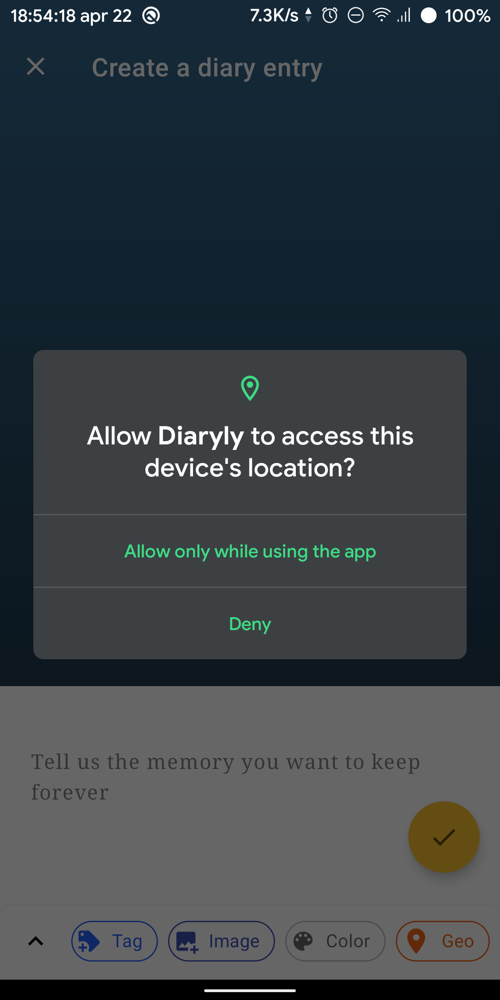 18:54:18 apr 22 7.3K/s 100%
Create a diary entry
Allow Diaryly to access this
device's location?
Allow only while using the app
Deny
Tell us the memory you want to keep
forever
Tag Image Color Geo